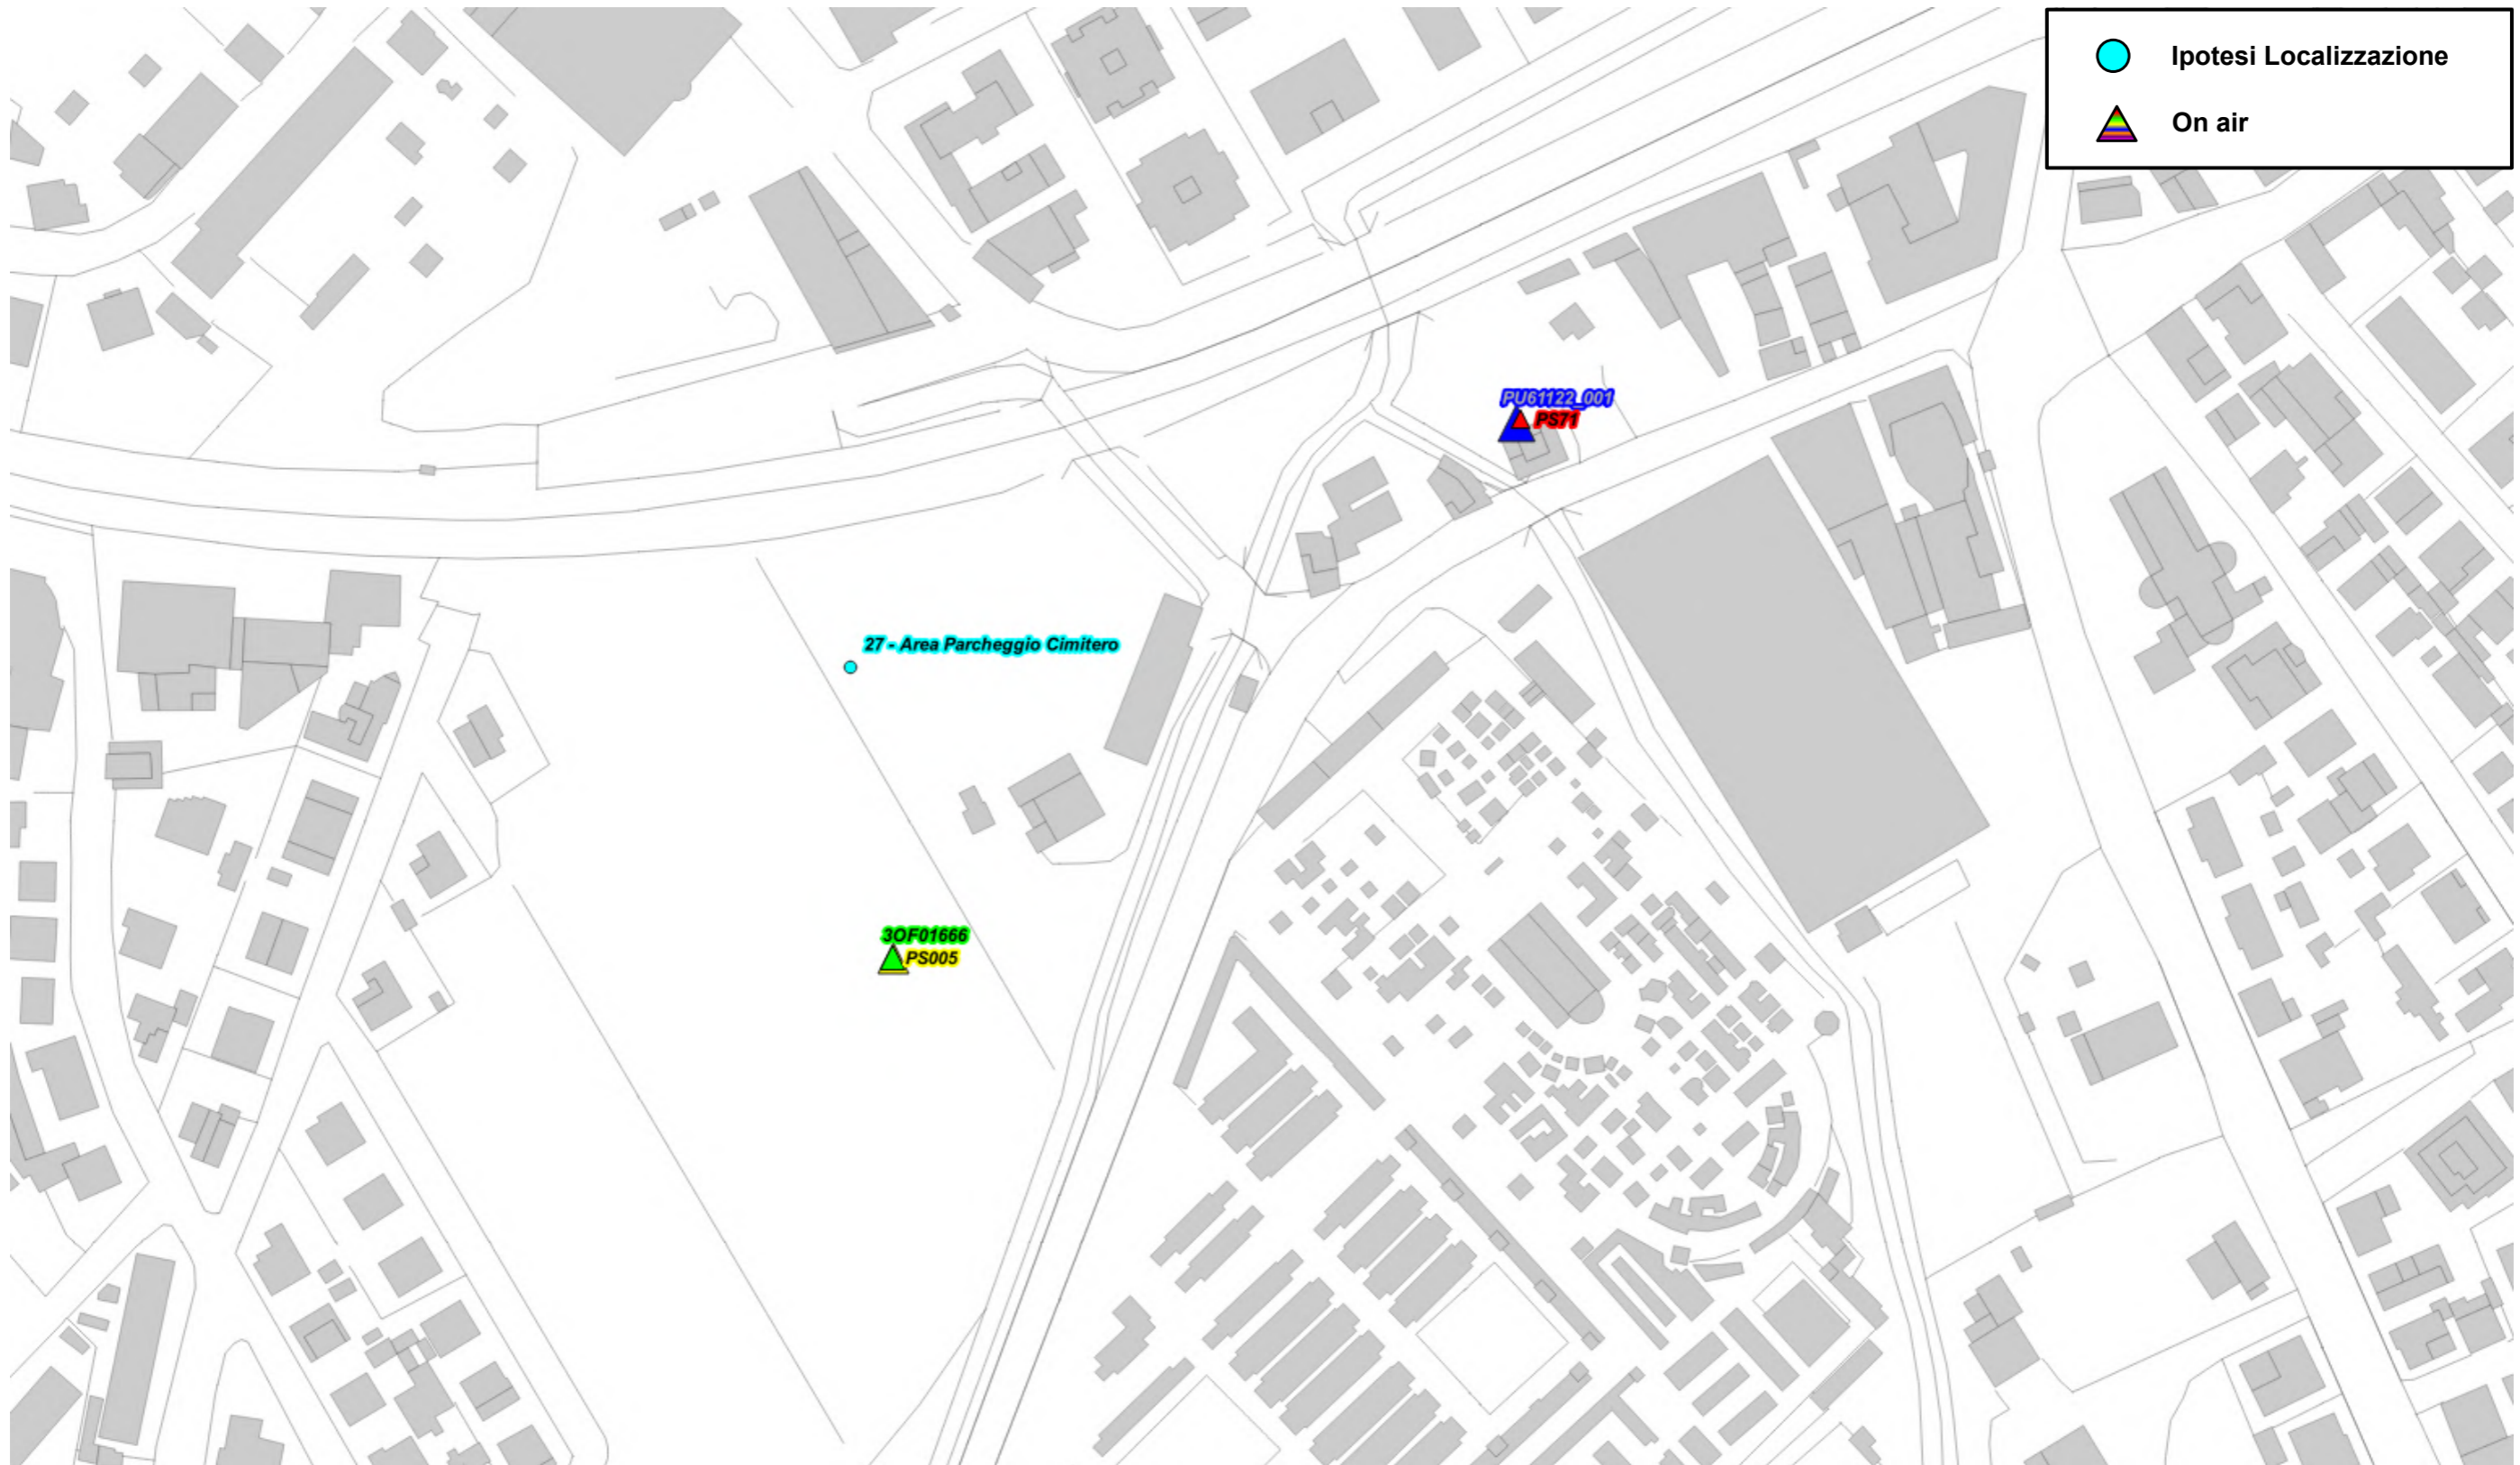 Ipotesi Localizzazione
On air
PU61122_001
PS71
27 - Area Parcheggio Cimitero
3OF01666
PS005